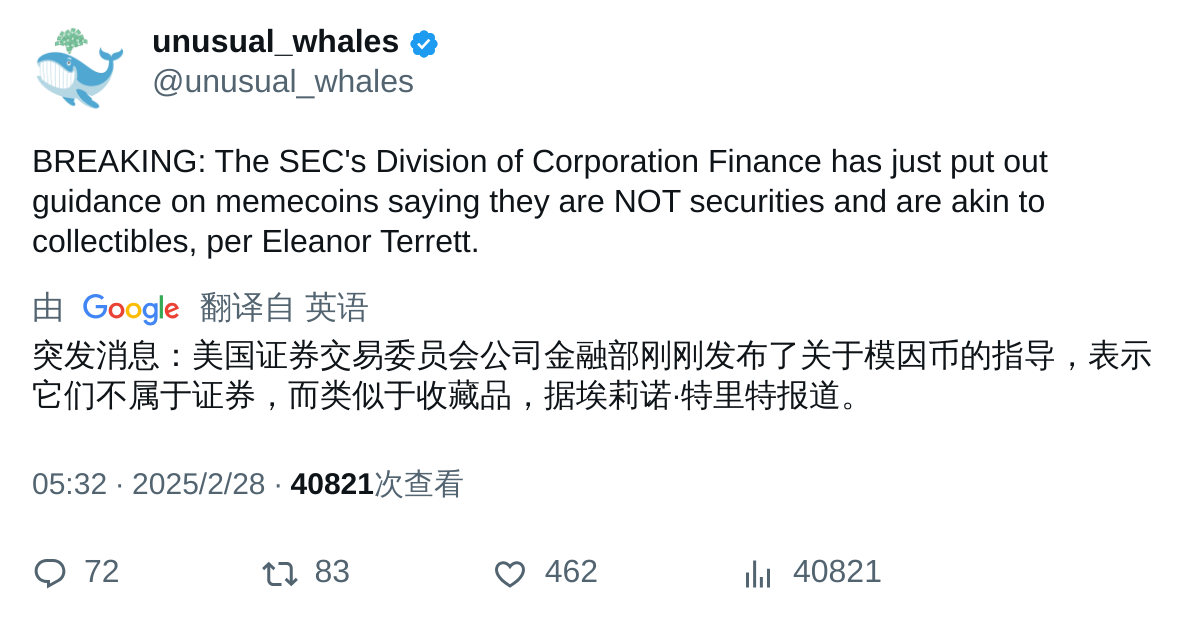 unusual_whales
@unusual_whales
BREAKING: The SEC's Division of Corporation Finance has just put out
guidance on memecoins saying they are NOT securities and are akin to
collectibles, per Eleanor Terrett.
由 Google 翻译自 英语
突发消息：美国证券交易委员会公司金融部刚刚发布了关于模因币的指导，表示
它们不属于证券，而类似于收藏品，据埃莉诺·特里特报道。
05:32 · 2025/2/28 · 40821次查看
72 83 462 40821